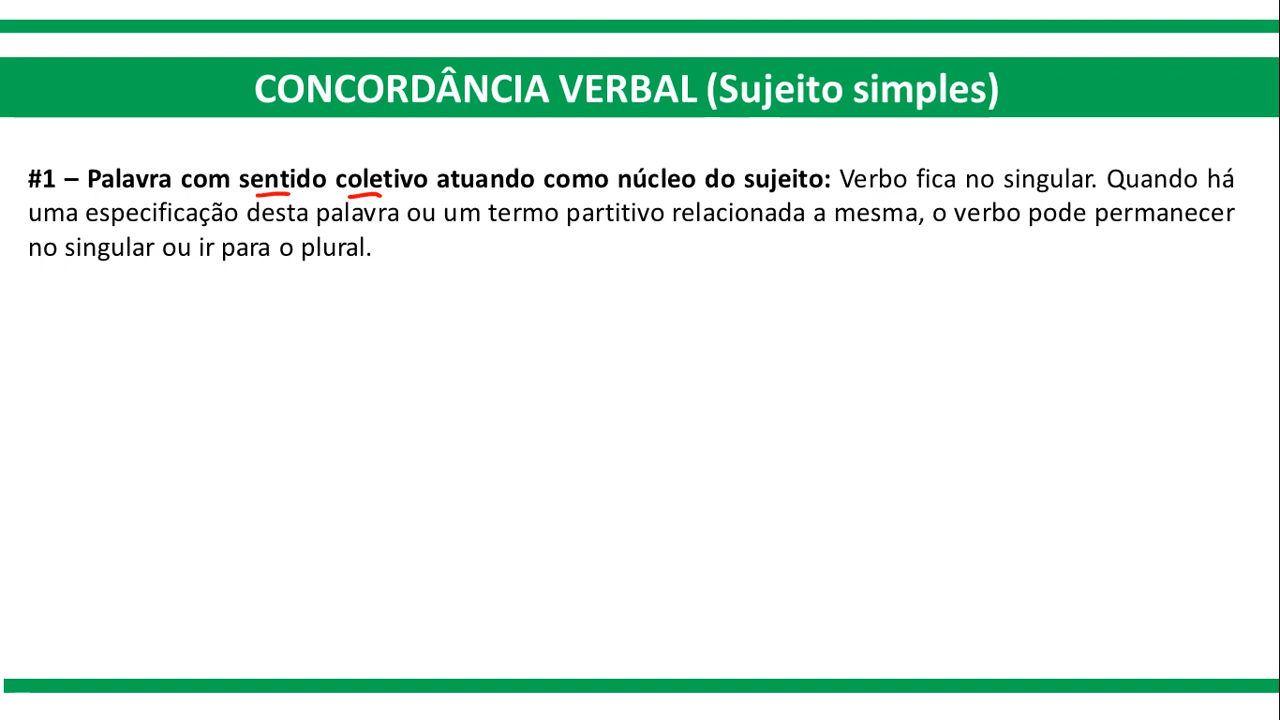 CONCORDÂNCIA VERBAL (Sujeito simples)
#1 – Palavra com sentido coletivo atuando como núcleo do sujeito: Verbo fica no singular. Quando há
uma especificação desta palavra ou um termo partitivo relacionada a mesma, o verbo pode permanecer
no singular ou ir para o plural.